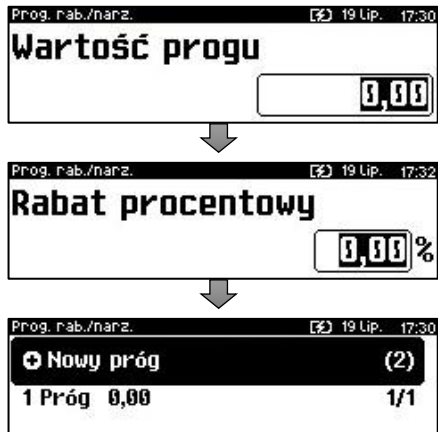 Prog. rab./narz. 19 lip. 17:30
Wartość progu
0,00
Prog. rab./narz. 19 lip. 17:32
Rabat procentowy
0,00 %
Prog. rab./narz. 19 lip. 17:30
Nowy próg (2)
1 Próg 0,00 1/1